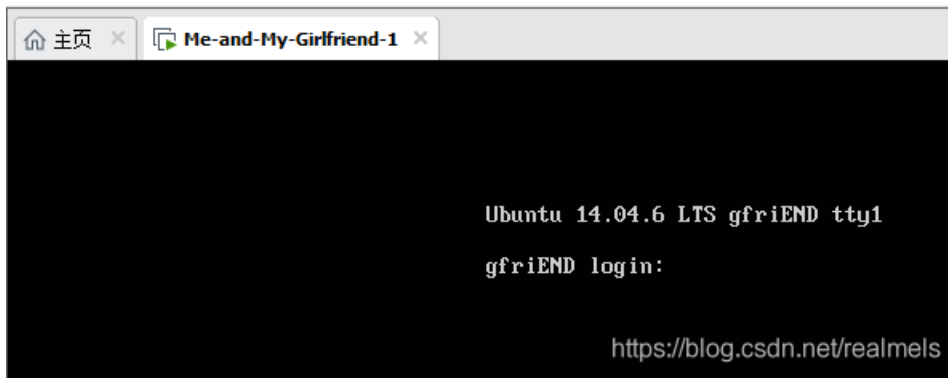 主页 Me-and-My-Girlfriend-1
Ubuntu 14.04.6 LTS gfriEND tty1
gfriEND login:
https://blog.csdn.net/realmels